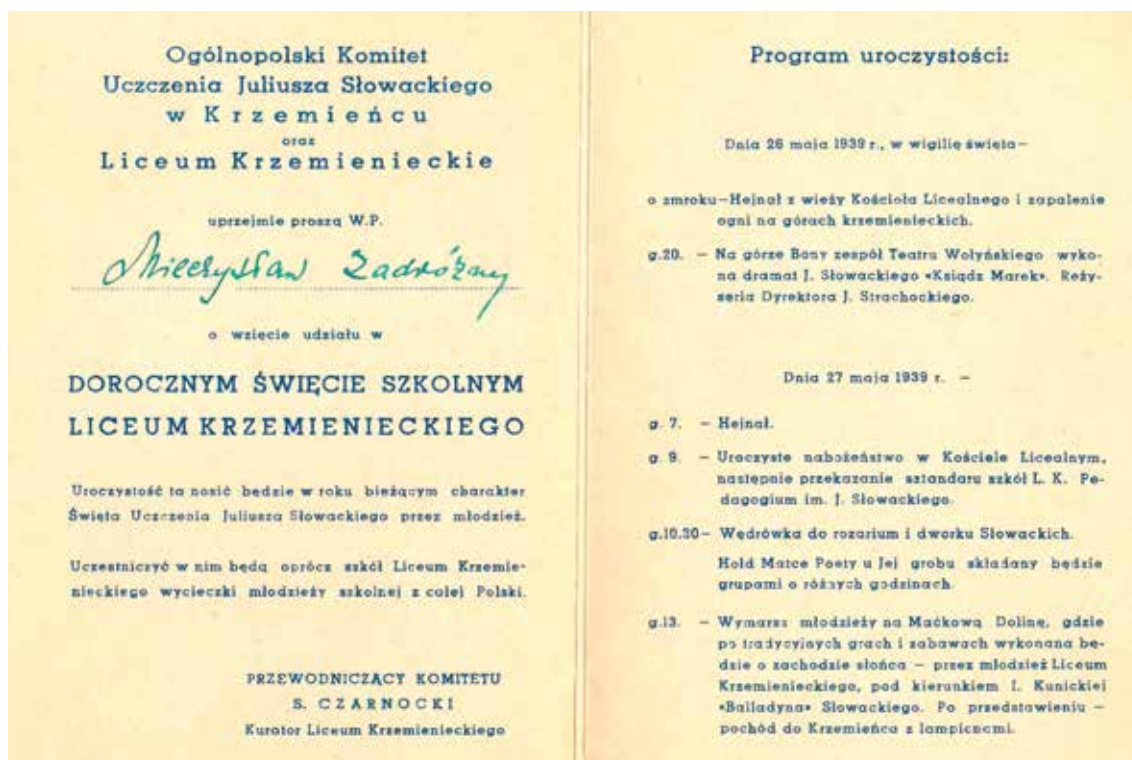 Ogólnopolski Komitet
Uczczenia Juliusza Słowackiego
w Krzemieńcu
oraz
Liceum Krzemienieckie
uprzejmie proszą W.P.
Mieczysław Zadróżny
o wzięcie udziału w
DOROCZNYM ŚWIĘCIE SZKOLNYM
LICEUM KRZEMIENIECKIEGO
Uroczystość ta nosić będzie w roku bieżącym charakter
Święta Uczczenia Juliusza Słowackiego przez młodzież.
Uczestniczyć w nim będą oprócz szkół Liceum Krzemie-
nieckiego wycieczki młodzieży szkolnej z całej Polski.
PRZEWODNICZĄCY KOMITETU
S. CZARNOCKI
Kurator Liceum Krzemienieckiego
Program uroczystości:
Dnia 26 maja 1939 r., w wigilię święta—
o zmroku—Hejnał z wieży Kościoła Licealnego i zapalenie
ogni na górach krzemienieckich.
g.20. — Na górze Bony zespół Teatru Wołyńskiego wyko-
na dramat J. Słowackiego «Ksiądz Marek». Reży-
seria Dyrektora J. Strachockiego.
Dnia 27 maja 1939 r. —
g. 7. — Hejnał.
g. 9. — Uroczyste nabożeństwo w Kościele Licealnym,
następnie przekazanie sztandaru szkół L. K. Pe-
dagogium im. J. Słowackiego.
g.10.30— Wędrówka do rozarium i dworku Słowackich.
Hołd Matce Poety u Jej grobu składany będzie
grupami o różnych godzinach.
g.13. — Wymarsz młodzieży na Maćkową Dolinę, gdzie
po tradycyjnych grach i zabawach wykonana bę-
dzie o zachodzie słońca — przez młodzież Liceum
Krzemienieckiego, pod kierunkiem I. Kunickiej
«Balladyna» Słowackiego. Po przedstawieniu —
pochód do Krzemieńca z lampionami.